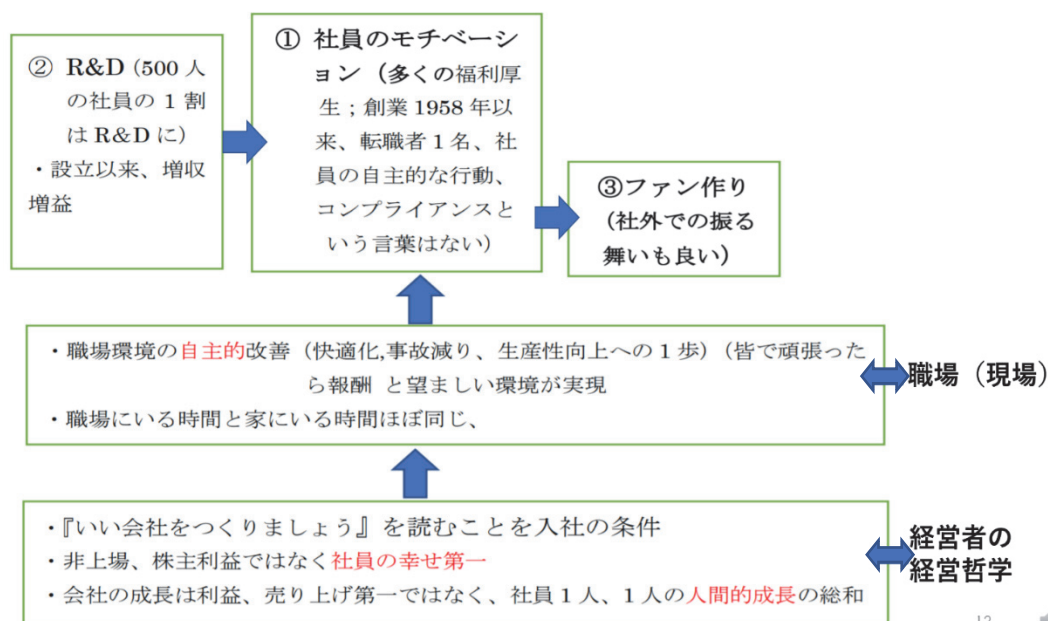 ② R&D（500 人
の社員の 1 割
は R&D に）
・設立以来、増収
増益
① 社員のモチベーシ
ョン（多くの福利厚
生；創業 1958 年以
来、転職者 1 名、社
員の自主的な行動、
コンプライアンスと
いう言葉はない）
③ファン作り
（社外での振る
舞いも良い）
・職場環境の自主的改善（快適化,事故減り、生産性向上への 1 歩）（皆で頑張った
ら報酬 と望ましい環境が実現
・職場にいる時間と家にいる時間ほぼ同じ、
職場（現場）
・『いい会社をつくりましょう』を読むことを入社の条件
・非上場、株主利益ではなく社員の幸せ第一
・会社の成長は利益、売り上げ第一ではなく、社員 1 人、1 人の人間的成長の総和
経営者の
経営哲学